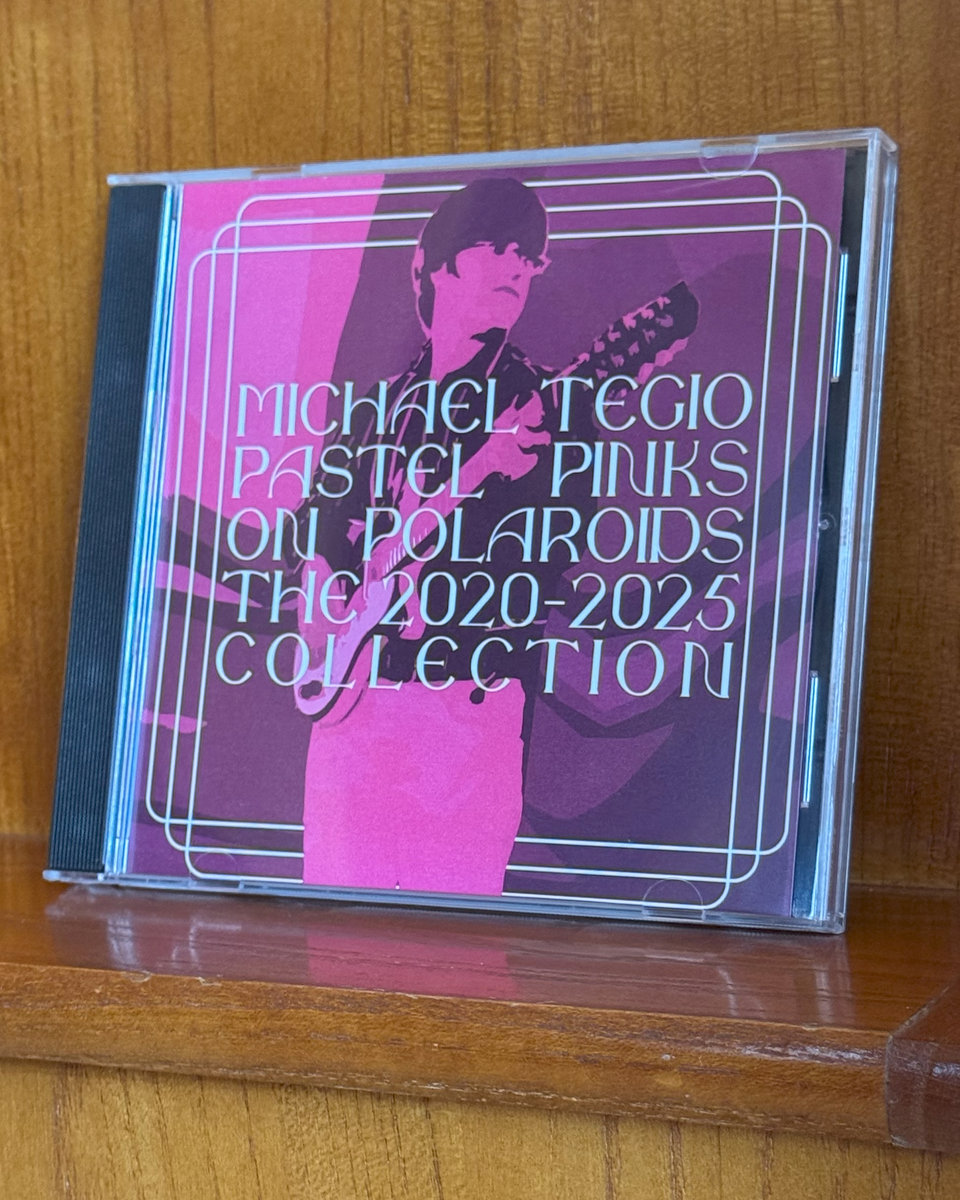 MICHAEL TEGIO
PASTEL PINKS
ON POLAROIDS
THE 2020-2025
COLLECTION